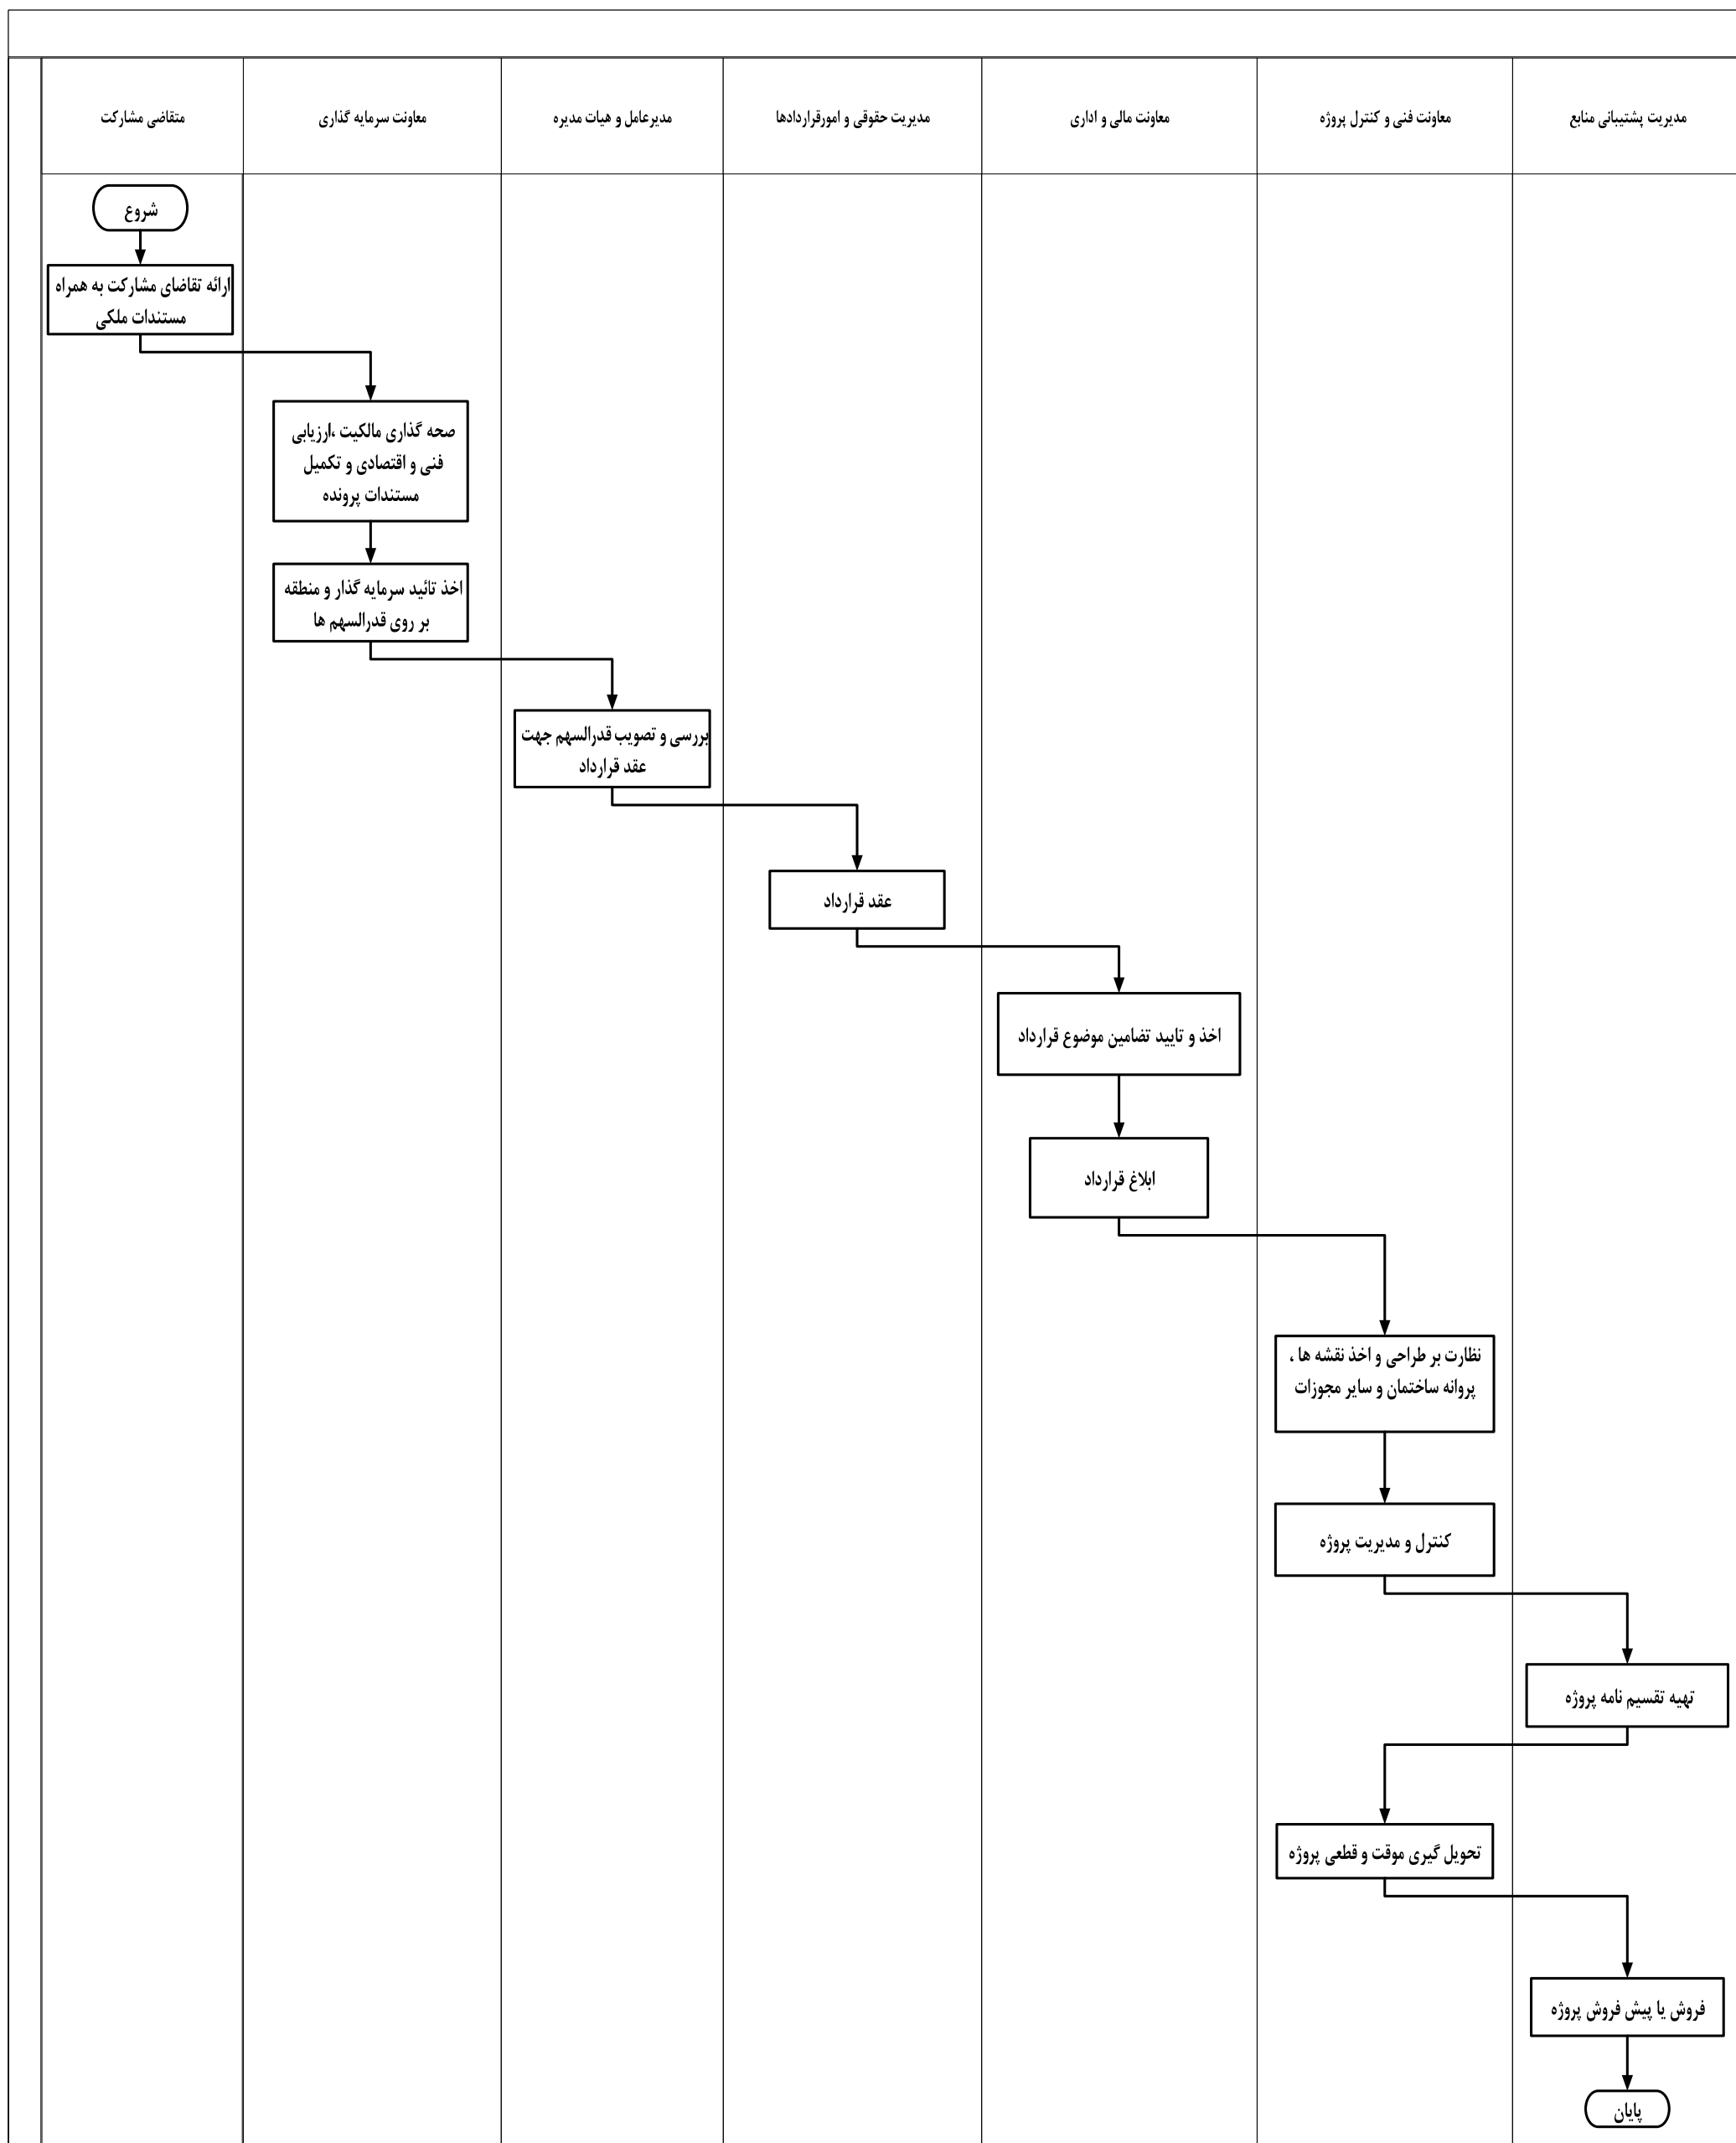 متقاضی مشارکت
معاونت سرمایه گذاری
مدیرعامل و هیات مدیره
مدیریت حقوقی و امورقراردادها
معاونت مالی و اداری
معاونت فنی و کنترل پروژه
مدیریت پشتیبانی منابع
شروع
ارائه تقاضای مشارکت به همراه
مستندات ملکی
صحه گذاری مالکیت ،ارزیابی
فنی و اقتصادی و تکمیل
مستندات پرونده
اخذ تائید سرمایه گذار و منطقه
بر روی قدرالسهم ها
بررسی و تصویب قدرالسهم جهت
عقد قرارداد
عقد قرارداد
اخذ و تایید تضامین موضوع قرارداد
ابلاغ قرارداد
نظارت بر طراحی و اخذ نقشه ها ،
پروانه ساختمان و سایر مجوزات
کنترل و مدیریت پروژه
تهیه تقسیم نامه پروژه
تحویل گیری موقت و قطعی پروژه
فروش یا پیش فروش پروژه
پایان